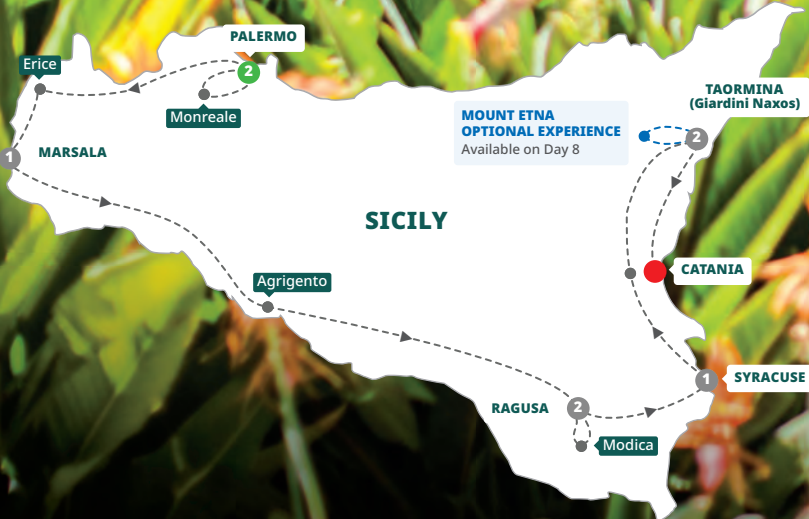 PALERMO
2
Erice
Monreale
1
MARSALA
TAORMINA
(Giardini Naxos)
MOUNT ETNA
OPTIONAL EXPERIENCE
Available on Day 8
2
SICILY
CATANIA
Agrigento
1
SYRACUSE
RAGUSA
2
Modica